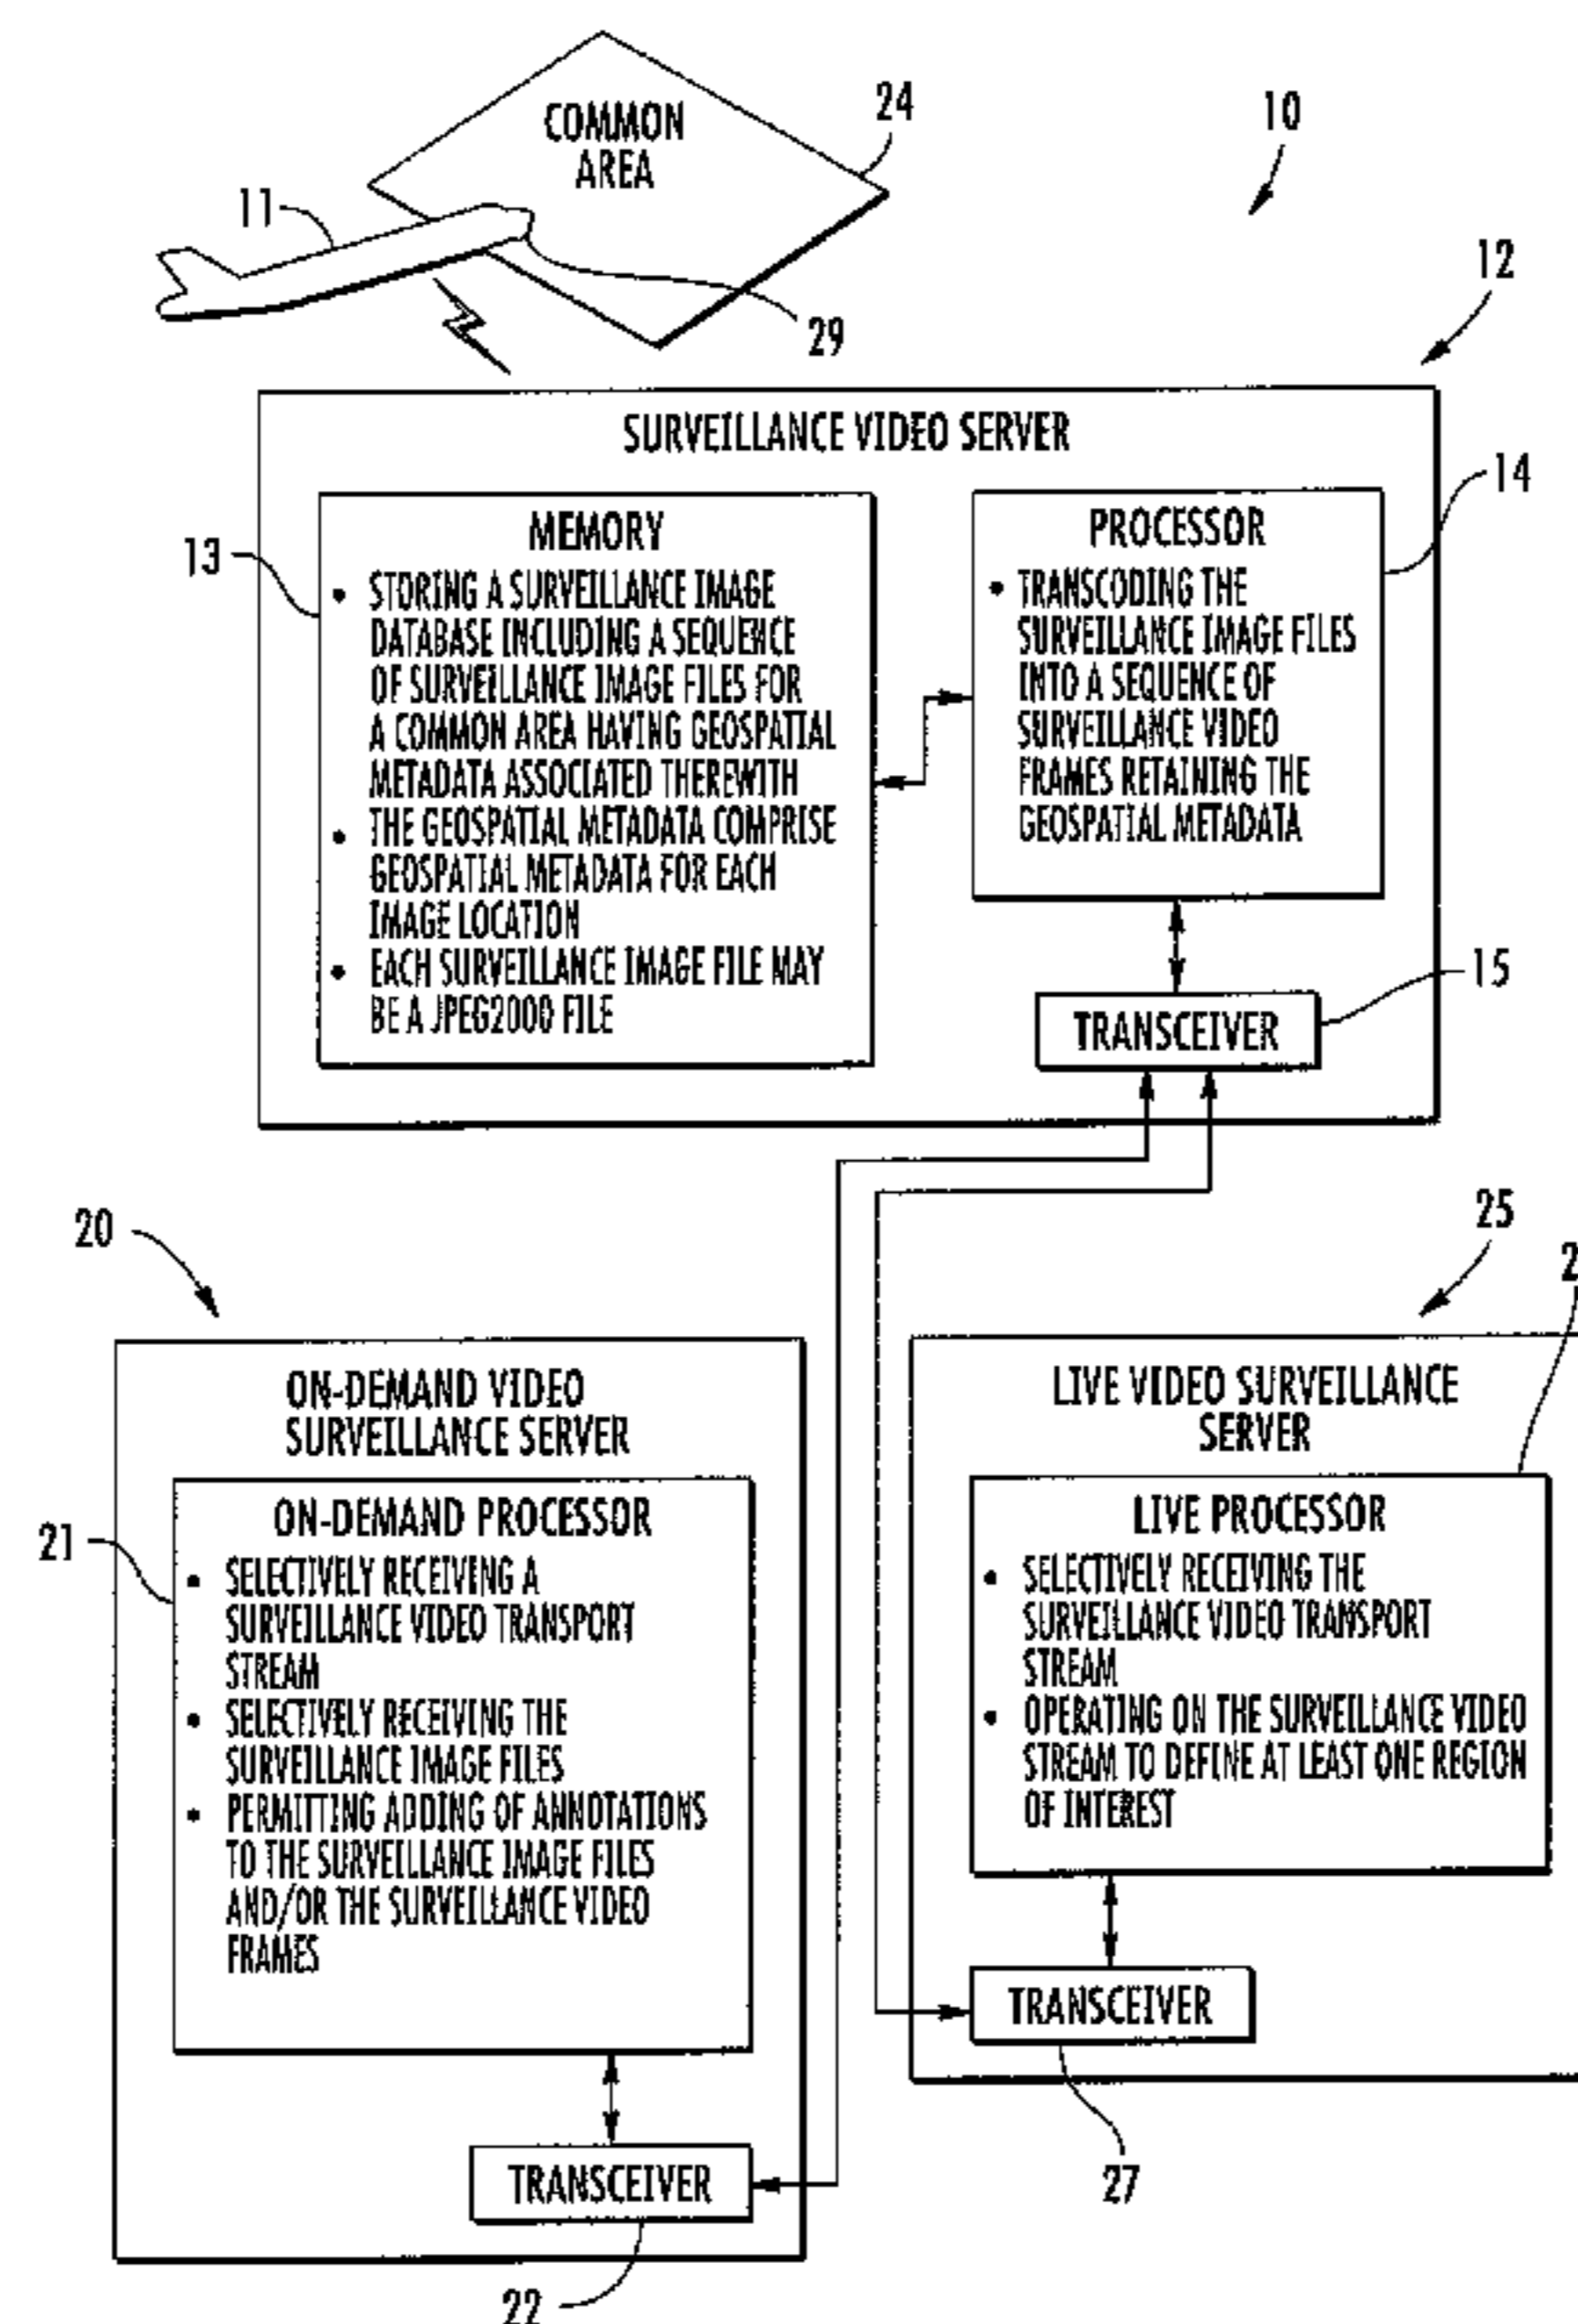 COMMON
AREA
24
10
11
12
29
SURVEILLANCE VIDEO SERVER
14
13
MEMORY
• STORING A SURVEILLANCE IMAGE
DATABASE INCLUDING A SEQUENCE
OF SURVEILLANCE IMAGE FILES FOR
A COMMON AREA HAVING GEOSPATIAL
METADATA ASSOCIATED THEREWITH
• THE GEOSPATIAL METADATA COMPRISE
GEOSPATIAL METADATA FOR EACH
IMAGE LOCATION
• EACH SURVEILLANCE IMAGE FILE MAY
BE A JPEG2000 FILE
PROCESSOR
• TRANSCODING THE
SURVEILLANCE IMAGE FILES
INTO A SEQUENCE OF
SURVEILLANCE VIDEO
FRAMES RETAINING THE
GEOSPATIAL METADATA
15
TRANSCEIVER
20
ON-DEMAND VIDEO
SURVEILLANCE SERVER
21
ON-DEMAND PROCESSOR
• SELECTIVELY RECEIVING A
SURVEILLANCE VIDEO TRANSPORT
STREAM
• SELECTIVELY RECEIVING THE
SURVEILLANCE IMAGE FILES
• PERMITTING ADDING OF ANNOTATIONS
TO THE SURVEILLANCE IMAGE FILES
AND/OR THE SURVEILLANCE VIDEO
FRAMES
TRANSCEIVER
22
25
LIVE VIDEO SURVEILLANCE
SERVER
LIVE PROCESSOR
• SELECTIVELY RECEIVING THE
SURVEILLANCE VIDEO TRANSPORT
STREAM
• OPERATING ON THE SURVEILLANCE VIDEO
STREAM TO DEFINE AT LEAST ONE REGION
OF INTEREST
TRANSCEIVER
27